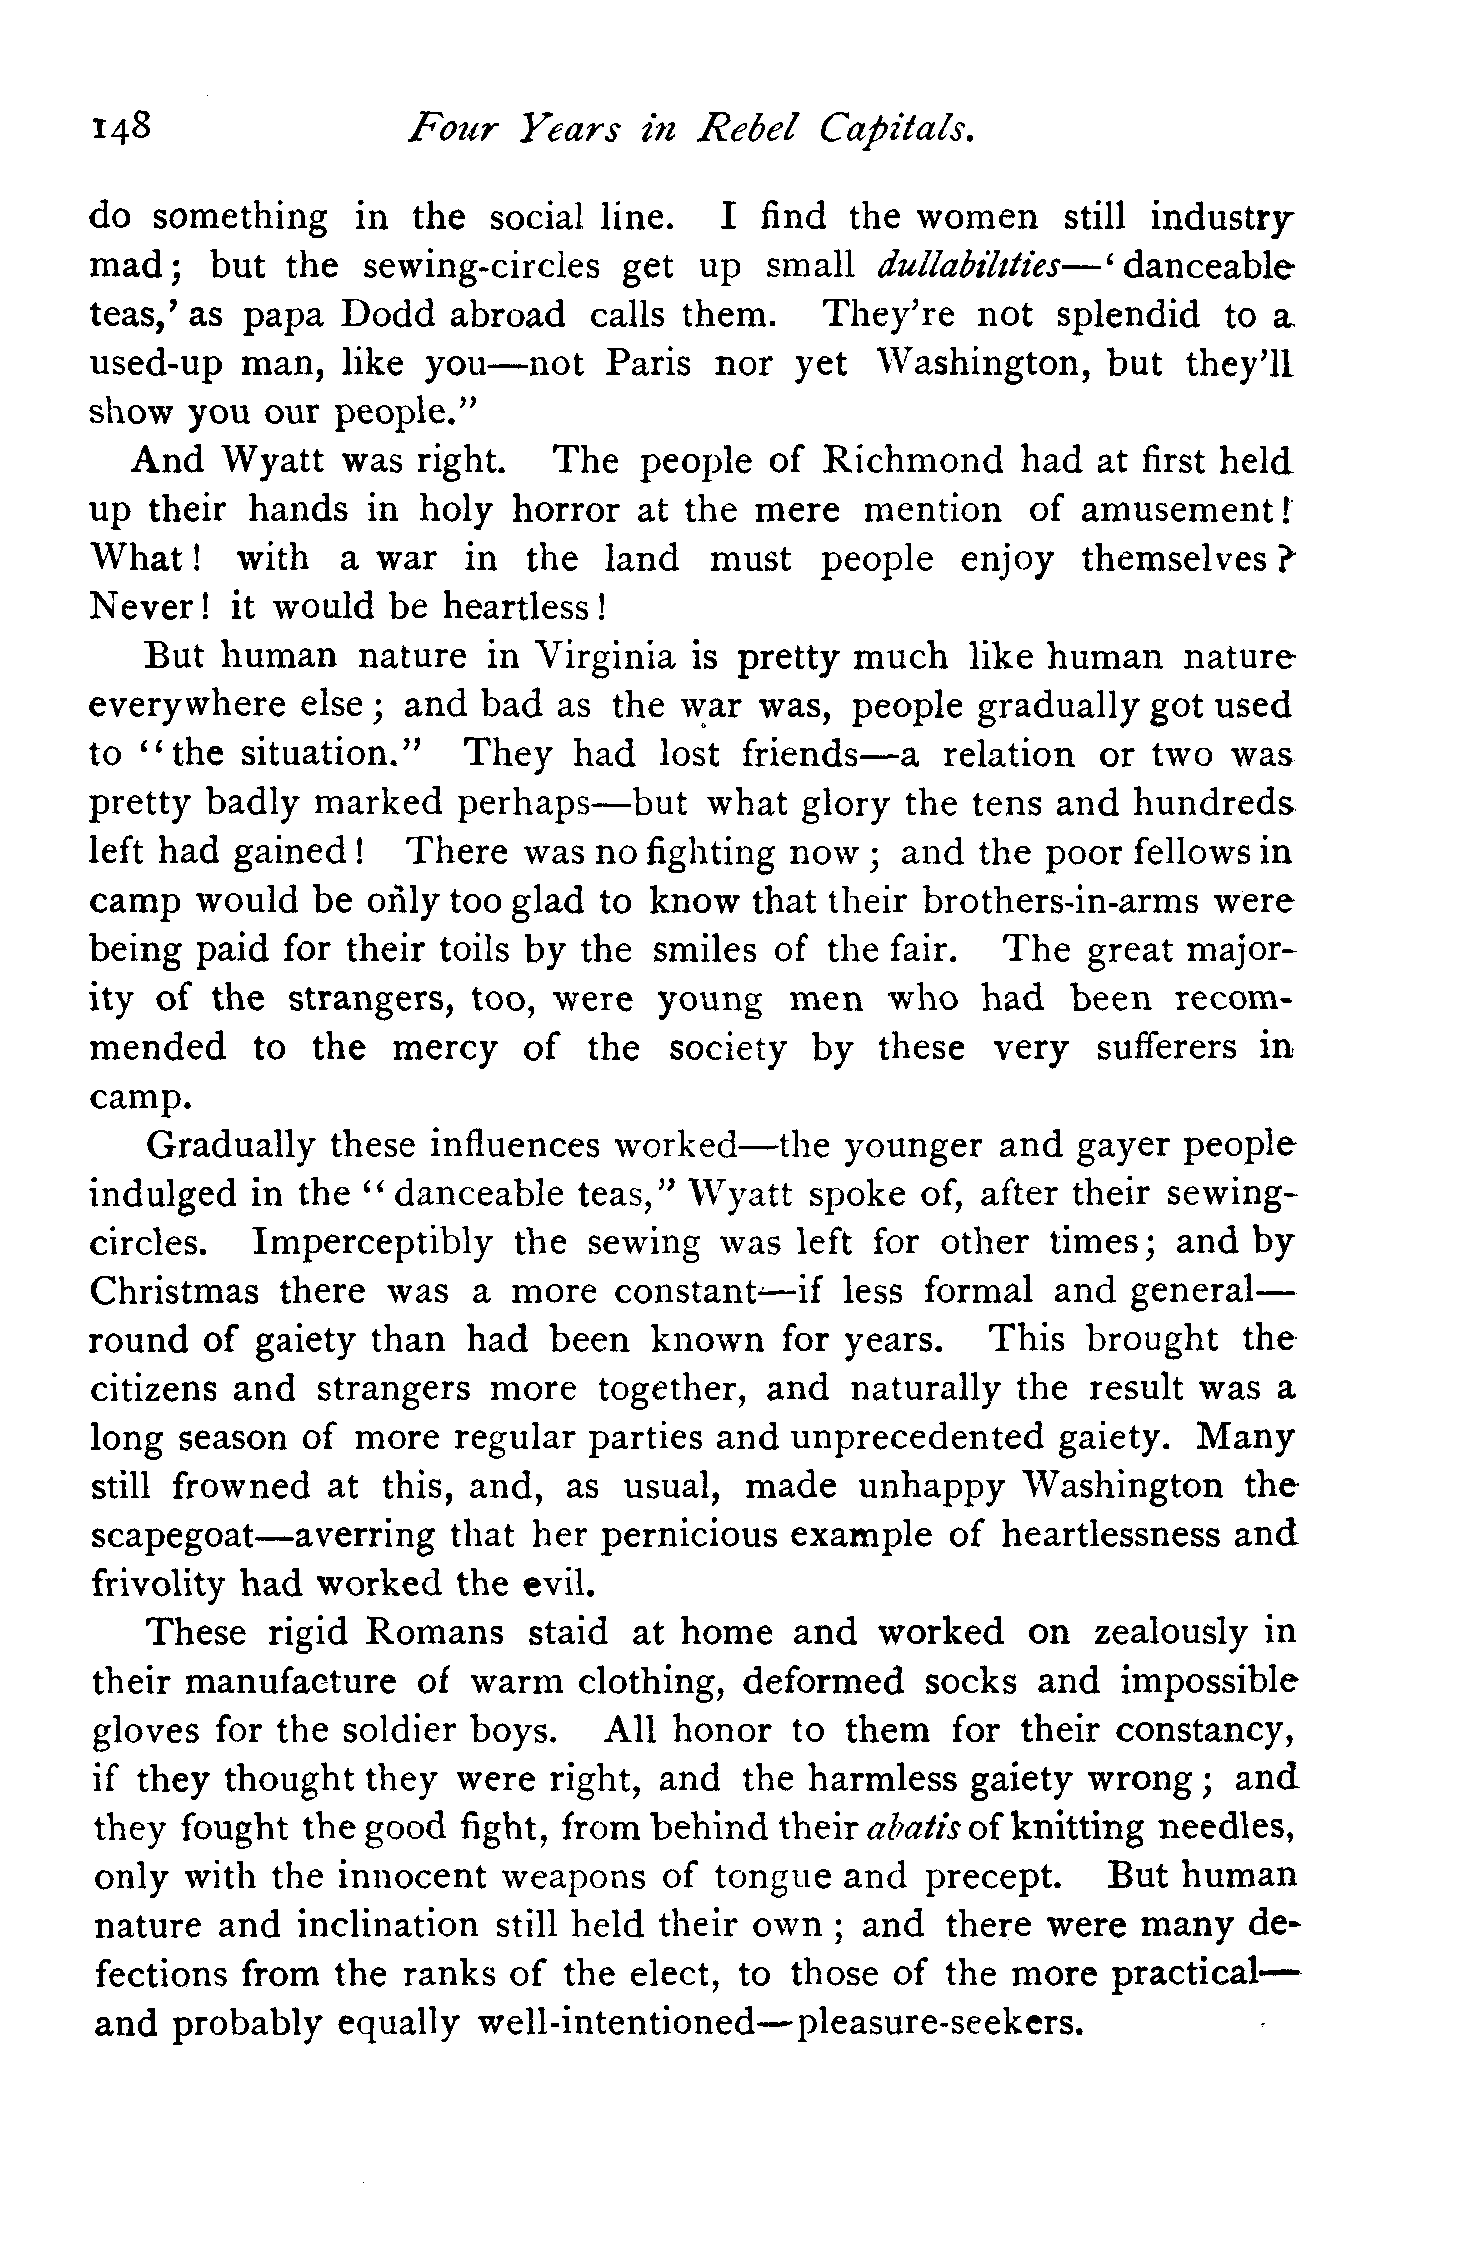 148 Four Years in Rebel Capitals.
do something in the social line. I find the women still industry
mad; but the sewing-circles get up small dullabilities—‘danceable
teas,’ as papa Dodd abroad calls them. They’re not splendid to a
used-up man, like you—not Paris nor yet Washington, but they’ll
show you our people.”
And Wyatt was right. The people of Richmond had at first held
up their hands in holy horror at the mere mention of amusement!
What! with a war in the land must people enjoy themselves?
Never! it would be heartless!
But human nature in Virginia is pretty much like human nature
everywhere else; and bad as the war was, people gradually got used
to “the situation.” They had lost friends—a relation or two was
pretty badly marked perhaps—but what glory the tens and hundreds
left had gained! There was no fighting now; and the poor fellows in
camp would be only too glad to know that their brothers-in-arms were
being paid for their toils by the smiles of the fair. The great major-
ity of the strangers, too, were young men who had been recom-
mended to the mercy of the society by these very sufferers in
camp.
Gradually these influences worked—the younger and gayer people
indulged in the “danceable teas,” Wyatt spoke of, after their sewing-
circles. Imperceptibly the sewing was left for other times; and by
Christmas there was a more constant—if less formal and general—
round of gaiety than had been known for years. This brought the
citizens and strangers more together, and naturally the result was a
long season of more regular parties and unprecedented gaiety. Many
still frowned at this, and, as usual, made unhappy Washington the
scapegoat—averring that her pernicious example of heartlessness and
frivolity had worked the evil.
These rigid Romans staid at home and worked on zealously in
their manufacture of warm clothing, deformed socks and impossible
gloves for the soldier boys. All honor to them for their constancy,
if they thought they were right, and the harmless gaiety wrong; and
they fought the good fight, from behind their abatis of knitting needles,
only with the innocent weapons of tongue and precept. But human
nature and inclination still held their own; and there were many de-
fections from the ranks of the elect, to those of the more practical—
and probably equally well-intentioned—pleasure-seekers.